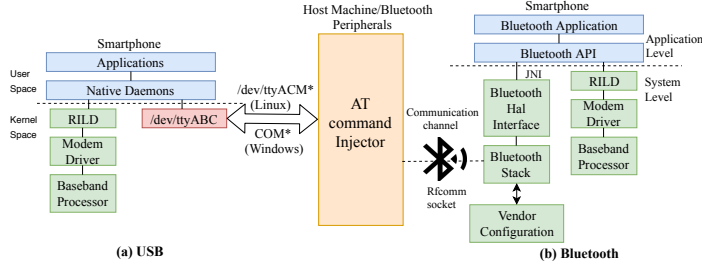 Smartphone
Applications
Native Daemons
User
Space
Kernel
Space
RILD
Modem
Driver
Baseband
Processor
/dev/ttyABC
/dev/ttyACM*
(Linux)
COM*
(Windows)
(a) USB
Host Machine/Bluetooth
Peripherals
AT
command
Injector
Communication
channel
Rfcomm
socket
Smartphone
Bluetooth Application
Bluetooth API
Application
Level
JNI
System
Level
Bluetooth
Hal
Interface
Bluetooth
Stack
Vendor
Configuration
RILD
Modem
Driver
Baseband
Processor
(b) Bluetooth